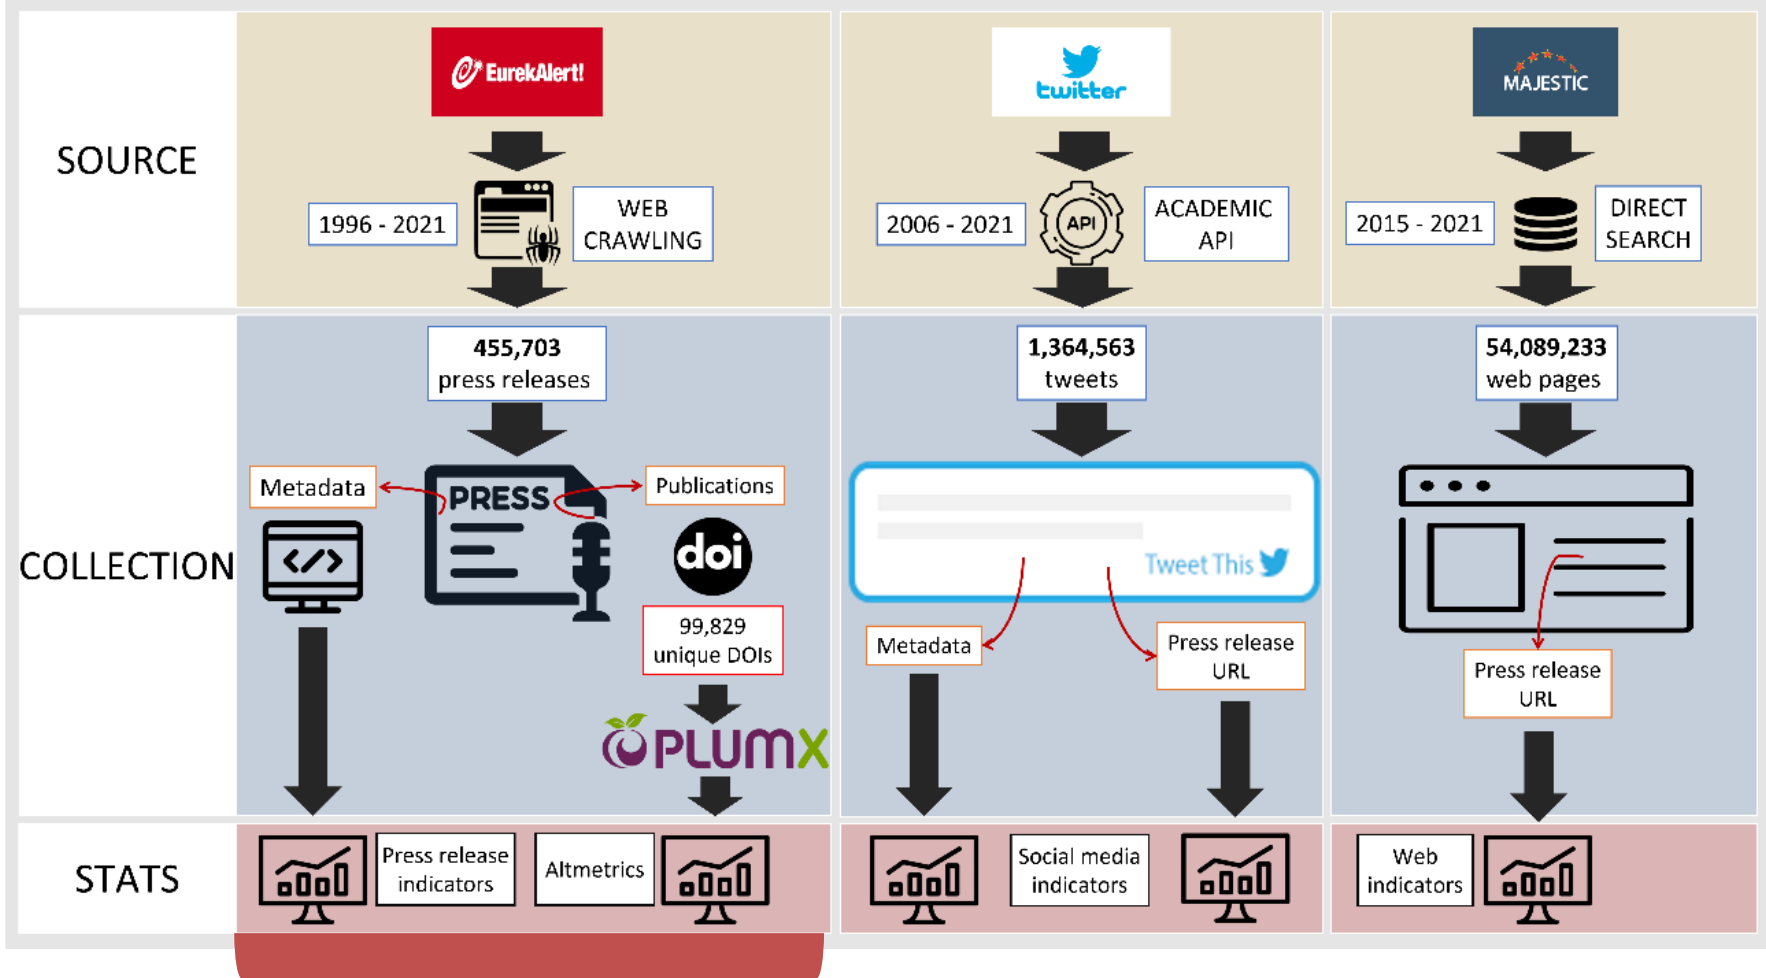 SOURCE
EurekAlert!
1996 - 2021
WEB
CRAWLING
twitter
2006 - 2021
API
ACADEMIC
API
MAJESTIC
2015 - 2021
DIRECT
SEARCH
COLLECTION
455,703
press releases
Metadata
</>
PRESS
Publications
doi
99,829
unique DOIs
PLUMX
1,364,563
tweets
Tweet This
Metadata
Press release
URL
54,089,233
web pages
Press release
URL
STATS
Press release
indicators
Altmetrics
Social media
indicators
Web
indicators